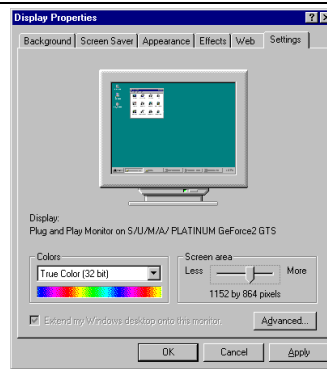 Display Properties
Background Screen Saver Appearance Effects Web Settings
Display:
Plug and Play Monitor on S/U/M/A/ PLATINUM GeForce2 GTS
Colors
True Color (32 bit)
Screen area
Less More
1152 by 864 pixels
Extend my Windows desktop onto this monitor.
Advanced...
OK Cancel Apply